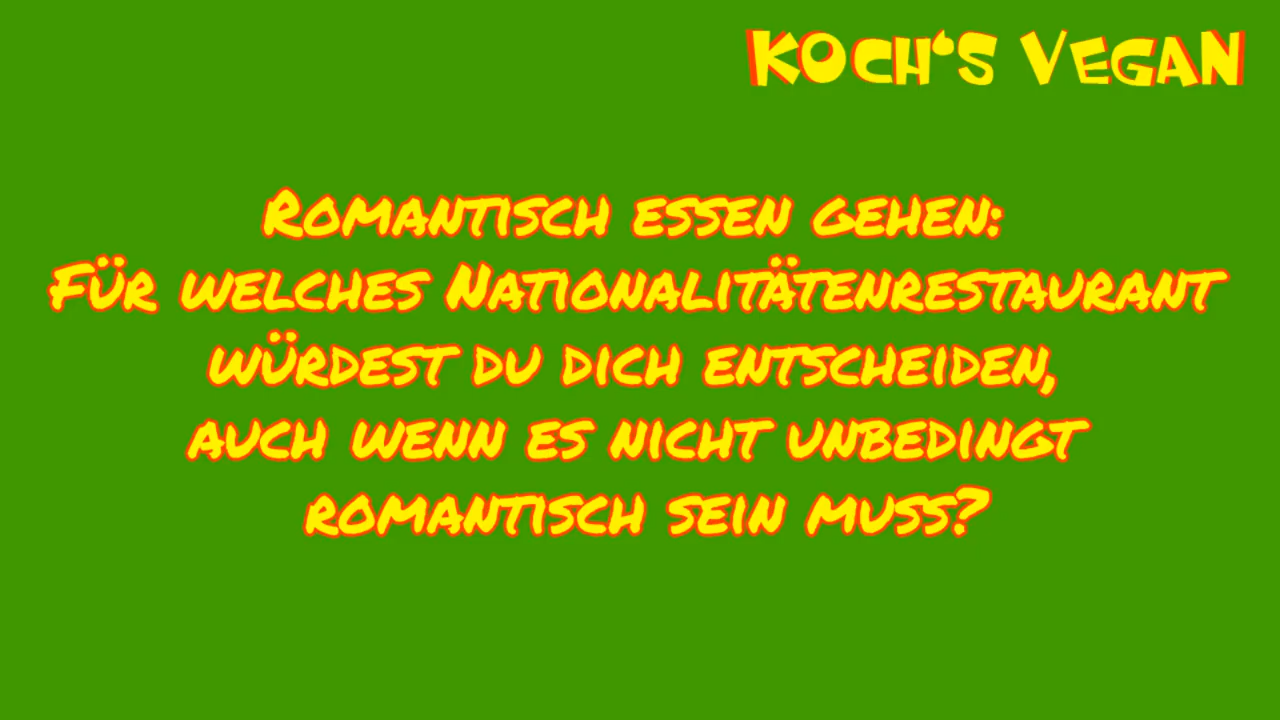 Koch's Vegan
Romantisch essen gehen:
Für welches Nationalitätenrestaurant
würdest du dich entscheiden,
auch wenn es nicht unbedingt
romantisch sein muss?